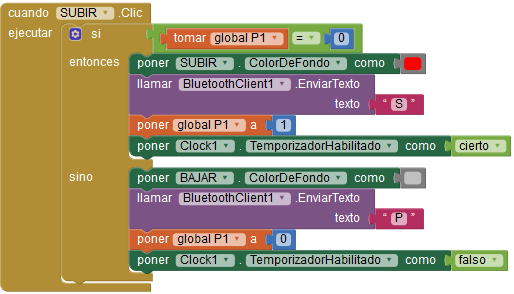 cuando SUBIR .Clic
ejecutar si tomar global P1 = 0
entonces poner SUBIR . ColorDeFondo como
llamar BluetoothClient1 .EnviarTexto
texto " S "
poner global P1 a 1
poner Clock1 . TemporizadorHabilitado como cierto
sino poner BAJAR . ColorDeFondo como
llamar BluetoothClient1 .EnviarTexto
texto " P "
poner global P1 a 0
poner Clock1 . TemporizadorHabilitado como falso